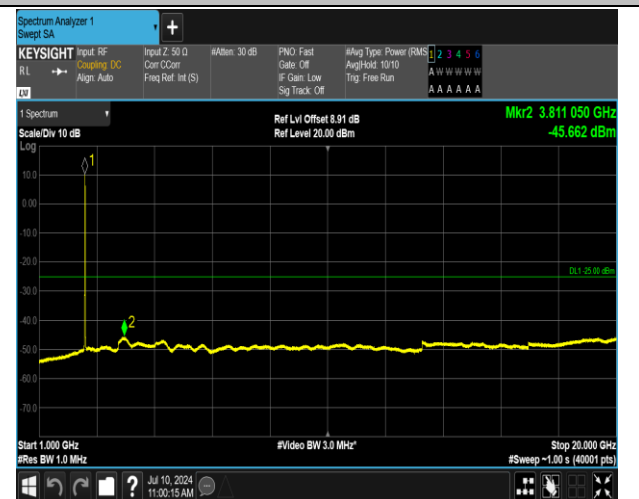 Spectrum Analyzer 1
Swept SA
KEYSIGHT
RL
LXI
Input: RF
Coupling: DC
Align: Auto
Input Z: 50 Ω
Corr CCorr
Freq Ref: Int (S)
#Atten: 30 dB
PNO: Fast
Gate: Off
IF Gain: Low
Sig Track: Off
#Avg Type: Power (RMS
Avg|Hold: 10/10
Trig: Free Run
1 2 3 4 5 6
A W W W W W
A A A A A A
1 Spectrum
Scale/Div 10 dB
Log
Ref Lvl Offset 8.91 dB
Ref Level 20.00 dBm
Mkr2 3.811 050 GHz
-45.662 dBm
1
10.0
0.00
-10.0
-20.0
DL1 -25.00 dBm
-30.0
-40.0
2
-50.0
-60.0
-70.0
Start 1.000 GHz
#Video BW 3.0 MHz*
Stop 20.000 GHz
#Res BW 1.0 MHz
#Sweep ~1.00 s (40001 pts)
?
Jul 10, 2024
11:00:15 AM